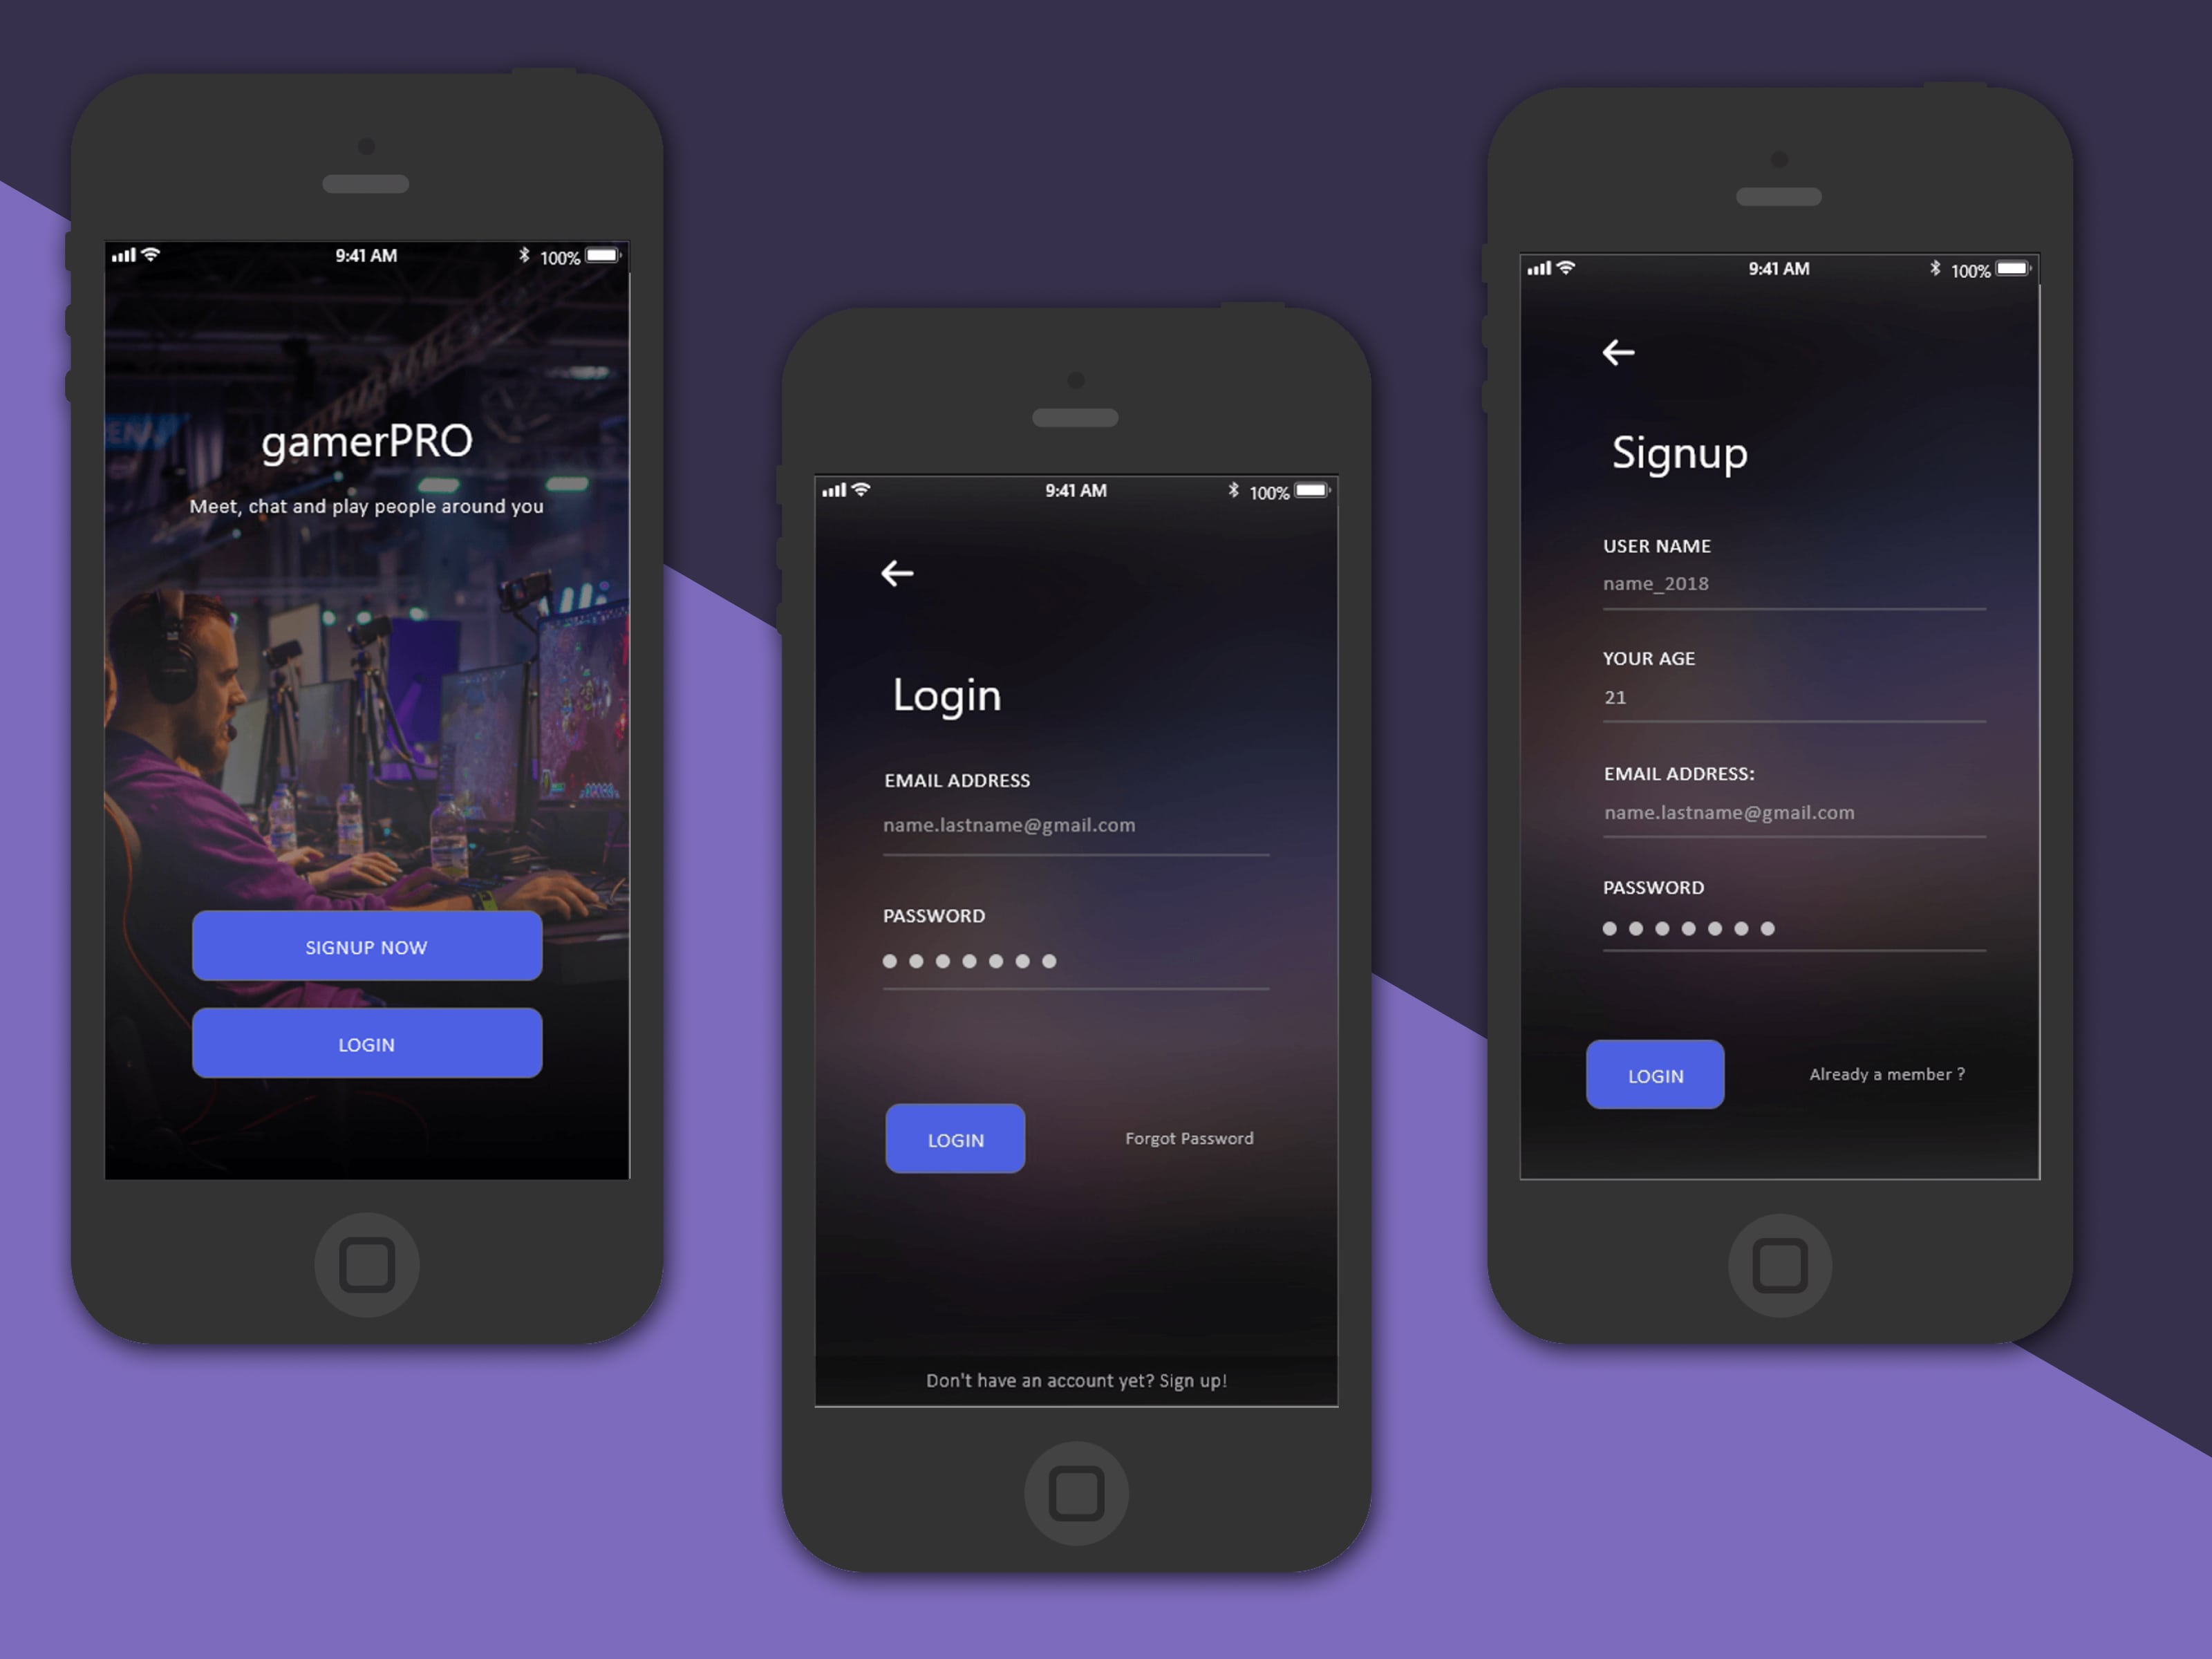 9:41 AM
100%
gamerPRO
Meet, chat and play people around you
SIGNUP NOW
LOGIN
9:41 AM
100%
Login
EMAIL ADDRESS
name.lastname@gmail.com
PASSWORD
LOGIN
Forgot Password
Don't have an account yet? Sign up!
9:41 AM
100%
Signup
USER NAME
name_2018
YOUR AGE
21
EMAIL ADDRESS:
name.lastname@gmail.com
PASSWORD
LOGIN
Already a member ?